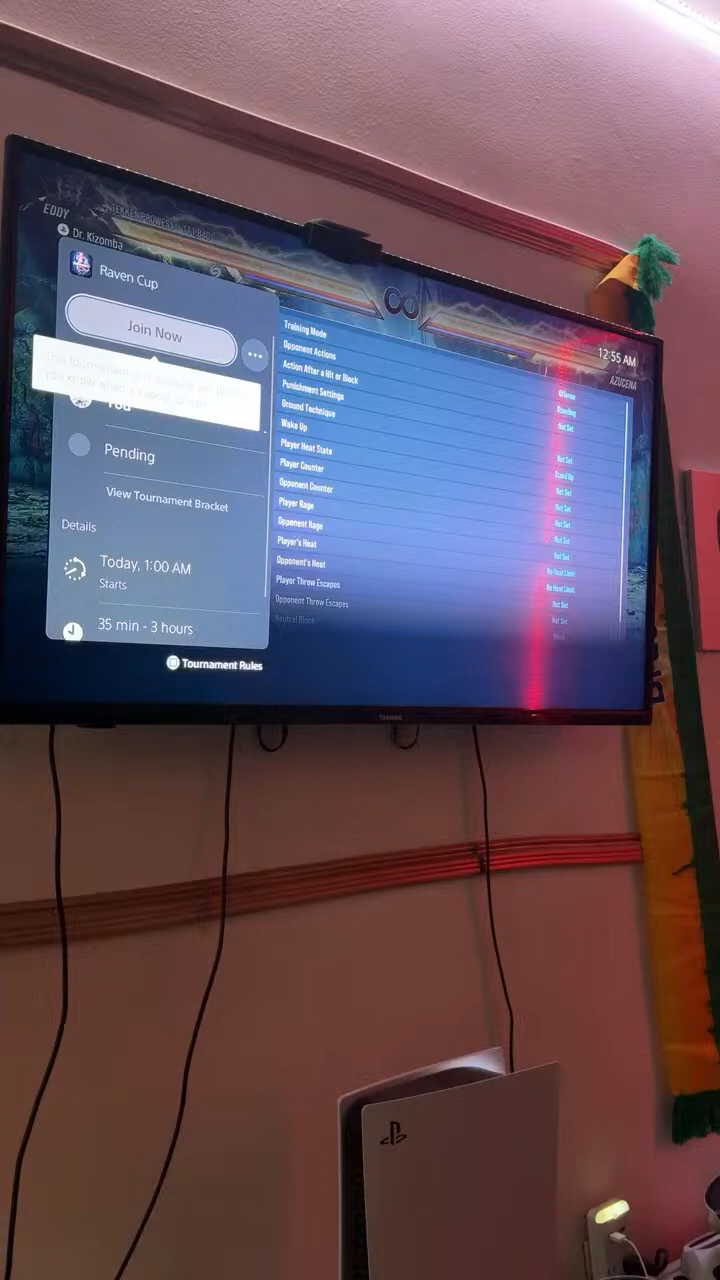 EDDY
TEKKEN PROWESS
Dr. Kizomba
Raven Cup
Join Now
You
Pending
View Tournament Bracket
Details
Today, 1:00 AM
Starts
35 min - 3 hours
Tournament Rules
12:55 AM
AZUCENA
Training Mode
Opponent Actions
Offense
Action After a Hit or Block
Standing
Punishment Settings
Not Set
Ground Technique
Wake Up
Not Set
Player Heat State
Stand Up
Player Counter
Not Set
Opponent Counter
Not Set
Player Rage
Not Set
Opponent Rage
Not Set
Player's Heat
Not Set
Opponent's Heat
No Heat Limit
Player Throw Escapes
No Heat Limit
Opponent Throw Escapes
Not Set
Neutral Block
Not Set
TOSHIBA